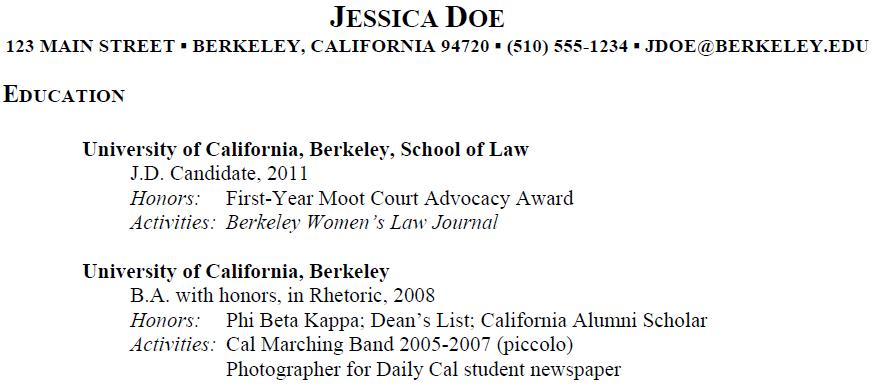 JESSICA DOE
123 MAIN STREET ▪ BERKELEY, CALIFORNIA 94720 ▪ (510) 555-1234 ▪ JDOE@BERKELEY.EDU
EDUCATION
University of California, Berkeley, School of Law
J.D. Candidate, 2011
Honors: First-Year Moot Court Advocacy Award
Activities: Berkeley Women's Law Journal
University of California, Berkeley
B.A. with honors, in Rhetoric, 2008
Honors: Phi Beta Kappa; Dean's List; California Alumni Scholar
Activities: Cal Marching Band 2005-2007 (piccolo)
Photographer for Daily Cal student newspaper